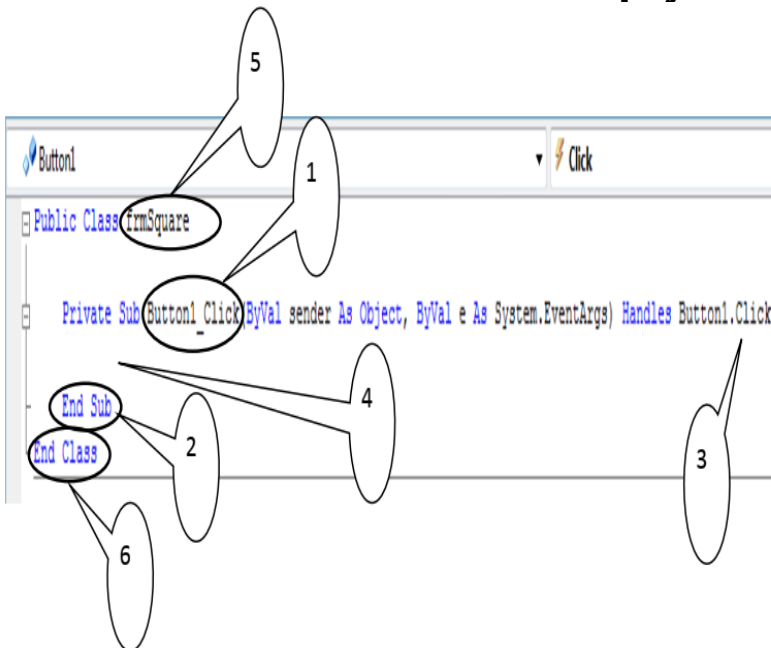 5
1
Button1 Click
Public Class frmSquare
Private Sub Button1_Click(ByVal sender As Object, ByVal e As System.EventArgs) Handles Button1.Click
4
End Sub
2
3
End Class
6